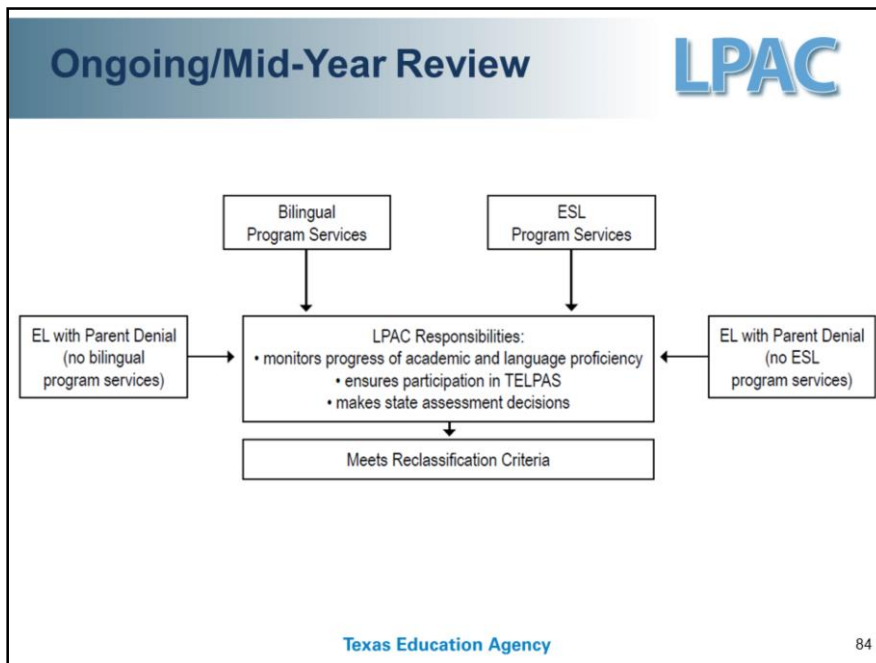 Ongoing/Mid-Year Review
LPAC
Bilingual
Program Services
ESL
Program Services
EL with Parent Denial
(no bilingual
program services)
LPAC Responsibilities:
• monitors progress of academic and language proficiency
• ensures participation in TELPAS
• makes state assessment decisions
EL with Parent Denial
(no ESL
program services)
Meets Reclassification Criteria
Texas Education Agency
84